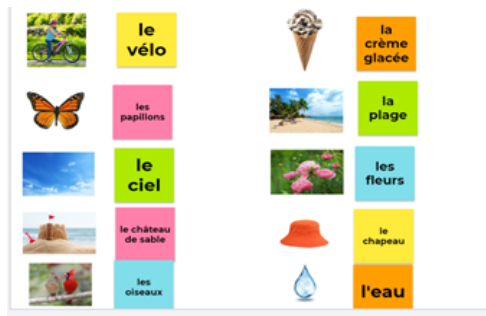 le
vélo
les
papillons
le
ciel
le château
de sable
les
oiseaux
la
crème
glacée
la
plage
les
fleurs
le
chapeau
l'eau